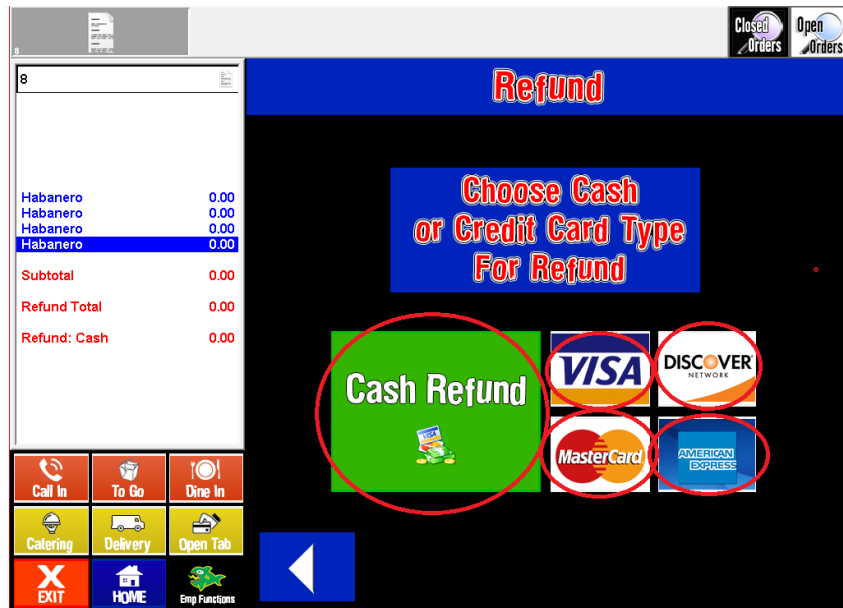 8
Closed
Orders
Open
Orders
8
Habanero 0.00
Habanero 0.00
Habanero 0.00
Habanero 0.00
Subtotal 0.00
Refund Total 0.00
Refund: Cash 0.00
Refund
Choose Cash
or Credit Card Type
For Refund
Cash Refund
VISA
VISA
DISCOVER
NETWORK
MasterCard
AMERICAN
EXPRESS
Call In
To Go
Dine In
Catering
Delivery
Open Tab
X
EXIT
HOME
Emp Functions